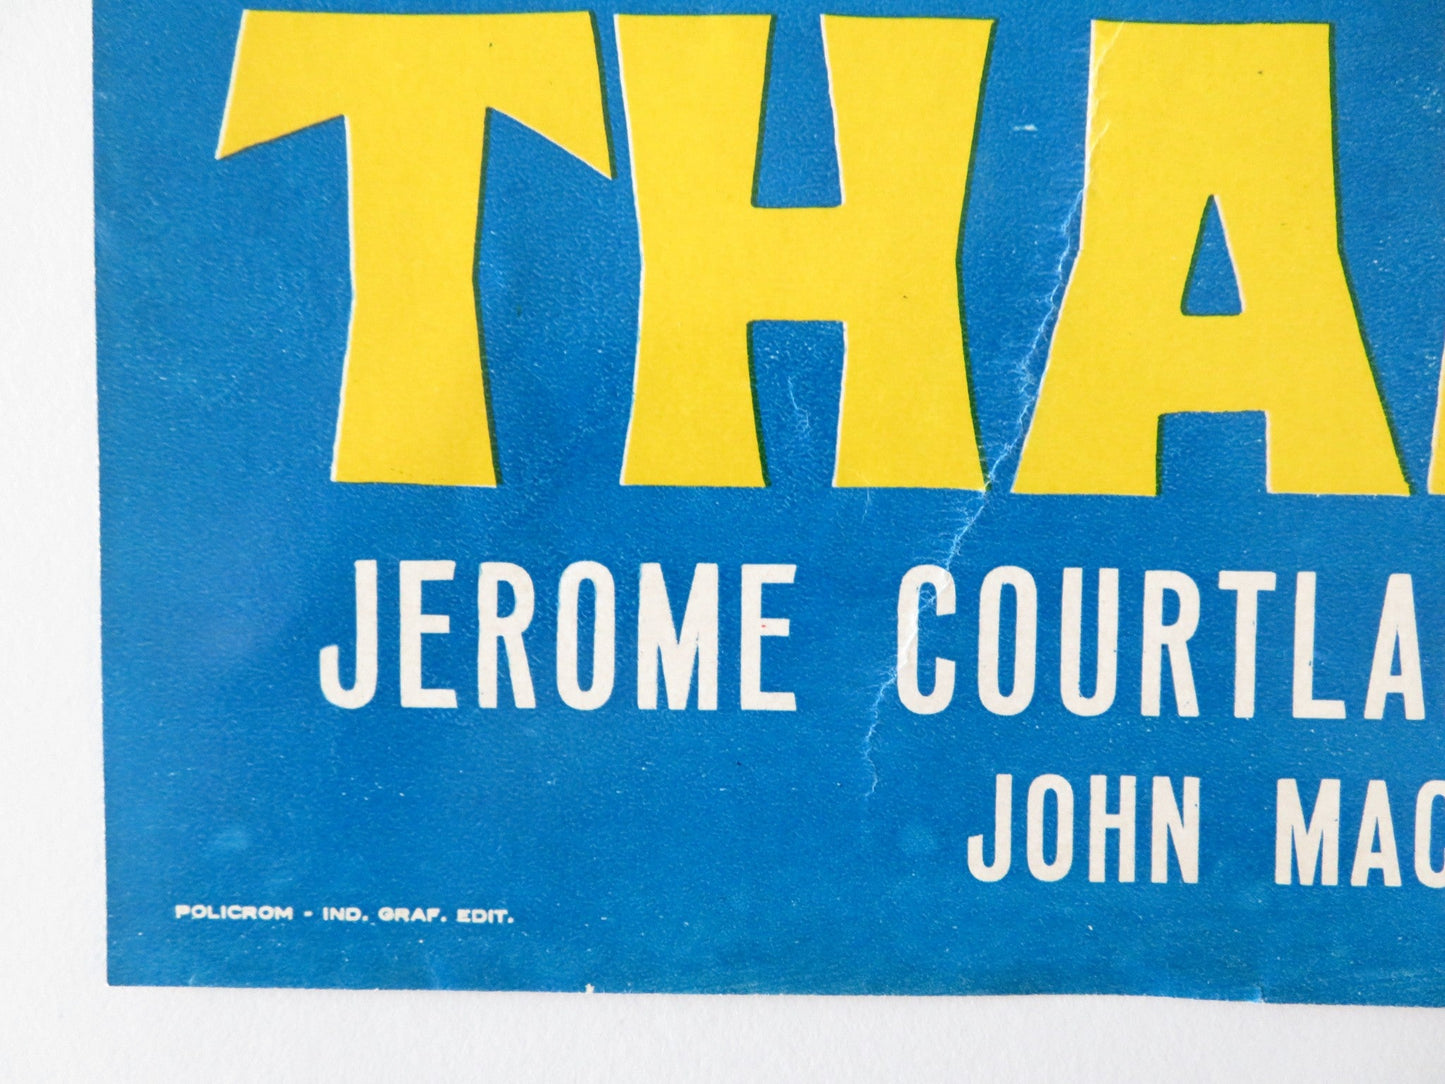 THA
JEROME COURTLA
JOHN MAC
POLICROM - IND. GRAF. EDIT.